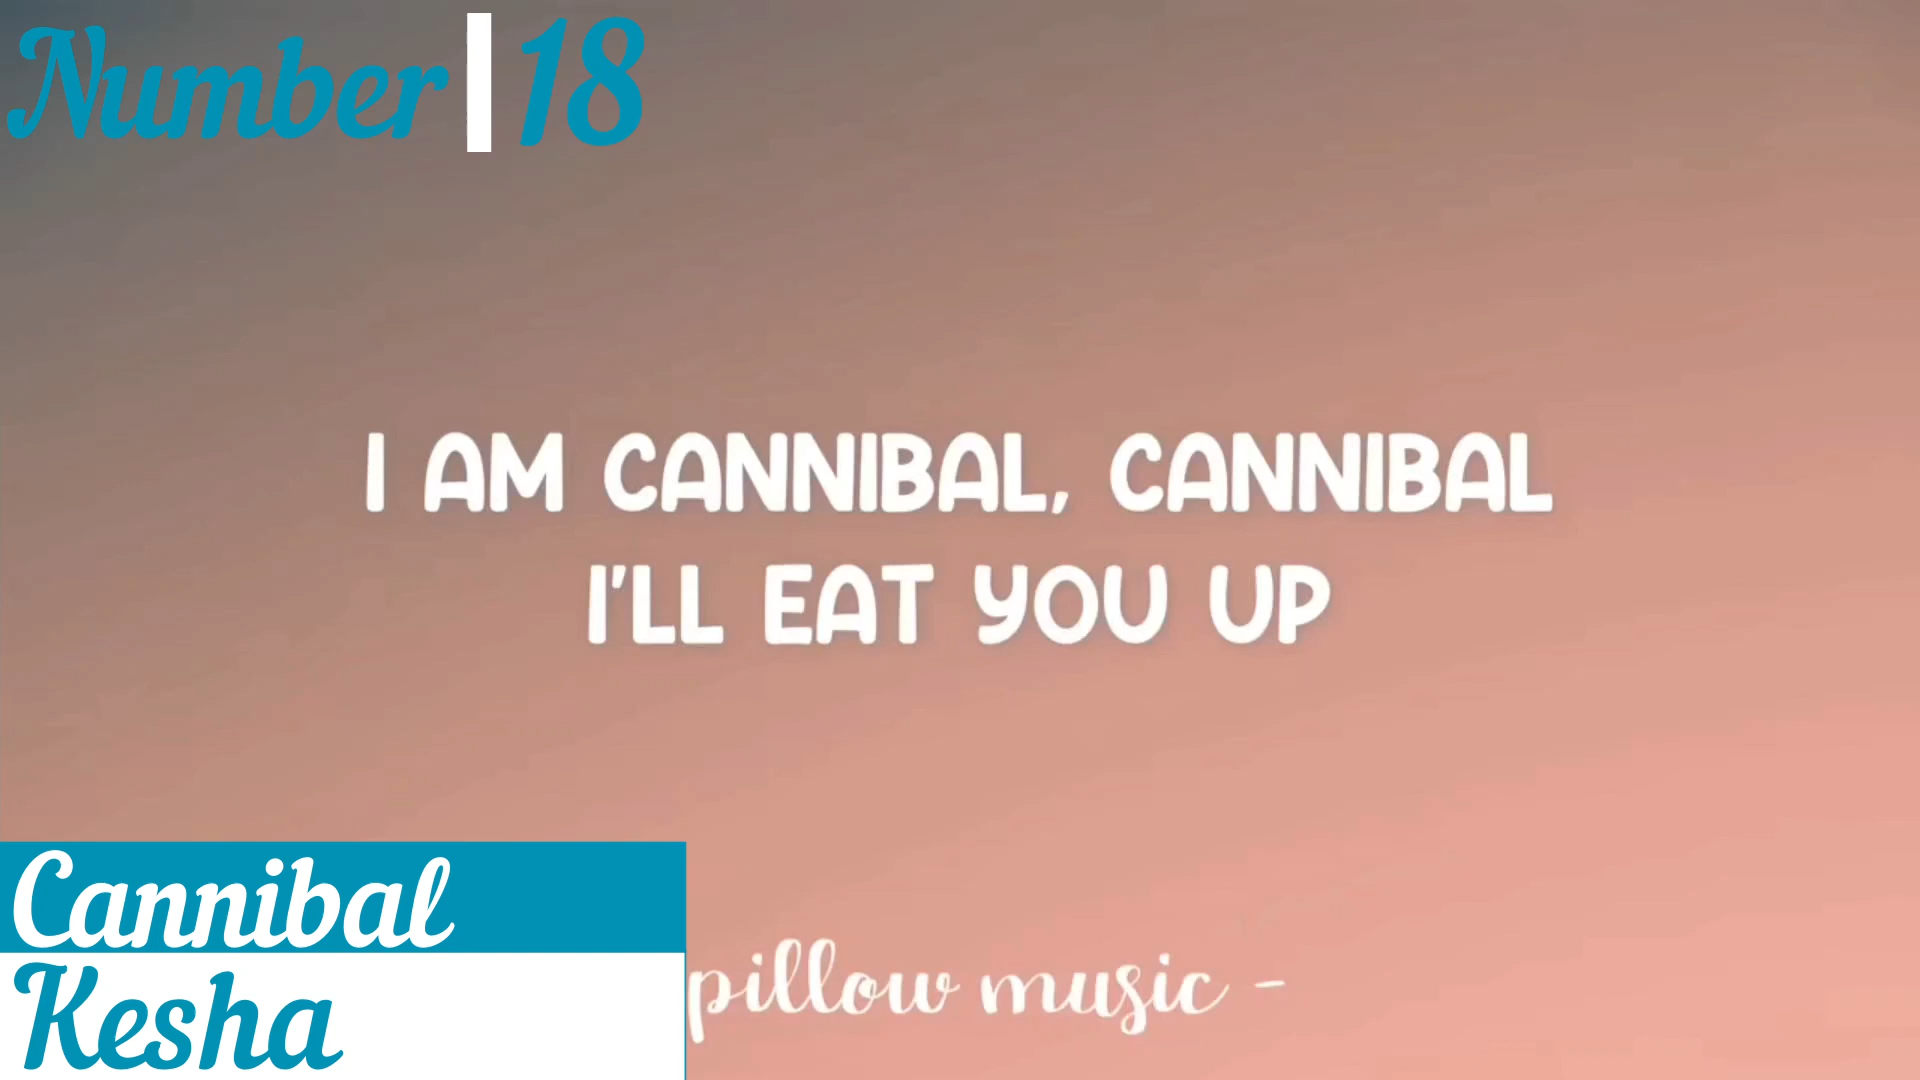 Number | 18
I AM CANNIBAL, CANNIBAL
I'LL EAT YOU UP
Cannibal
Kesha
pillow music -